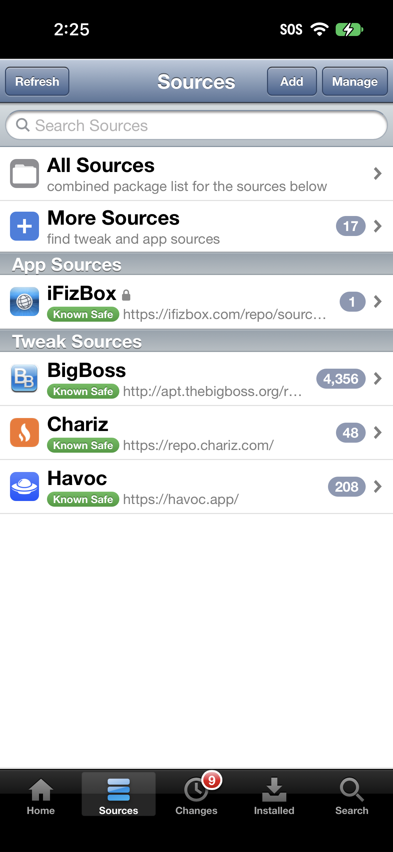 2:25 SOS
Refresh Sources Add Manage
Search Sources
All Sources
combined package list for the sources below
More Sources
find tweak and app sources
17
App Sources
iFizBox
Known Safe https://ifizbox.com/repo/sourc…
1
Tweak Sources
BB
BigBoss
Known Safe http://apt.thebigboss.org/r…
4,356
Chariz
Known Safe https://repo.chariz.com/
48
Havoc
Known Safe https://havoc.app/
208
9
Home Sources Changes Installed Search